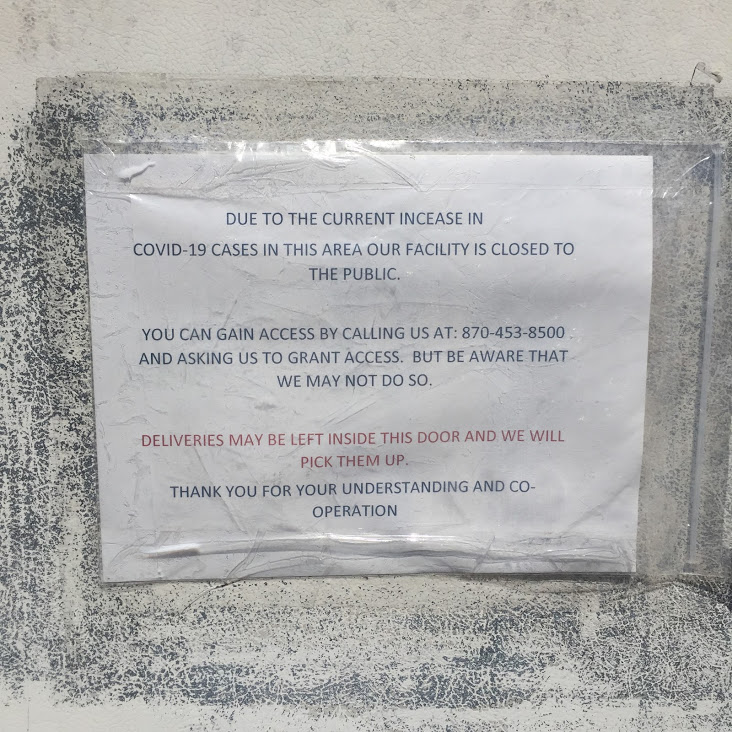 DUE TO THE CURRENT INCEASE IN
COVID-19 CASES IN THIS AREA OUR FACILITY IS CLOSED TO
THE PUBLIC.
YOU CAN GAIN ACCESS BY CALLING US AT: 870-453-8500
AND ASKING US TO GRANT ACCESS. BUT BE AWARE THAT
WE MAY NOT DO SO.
DELIVERIES MAY BE LEFT INSIDE THIS DOOR AND WE WILL
PICK THEM UP.
THANK YOU FOR YOUR UNDERSTANDING AND CO-
OPERATION